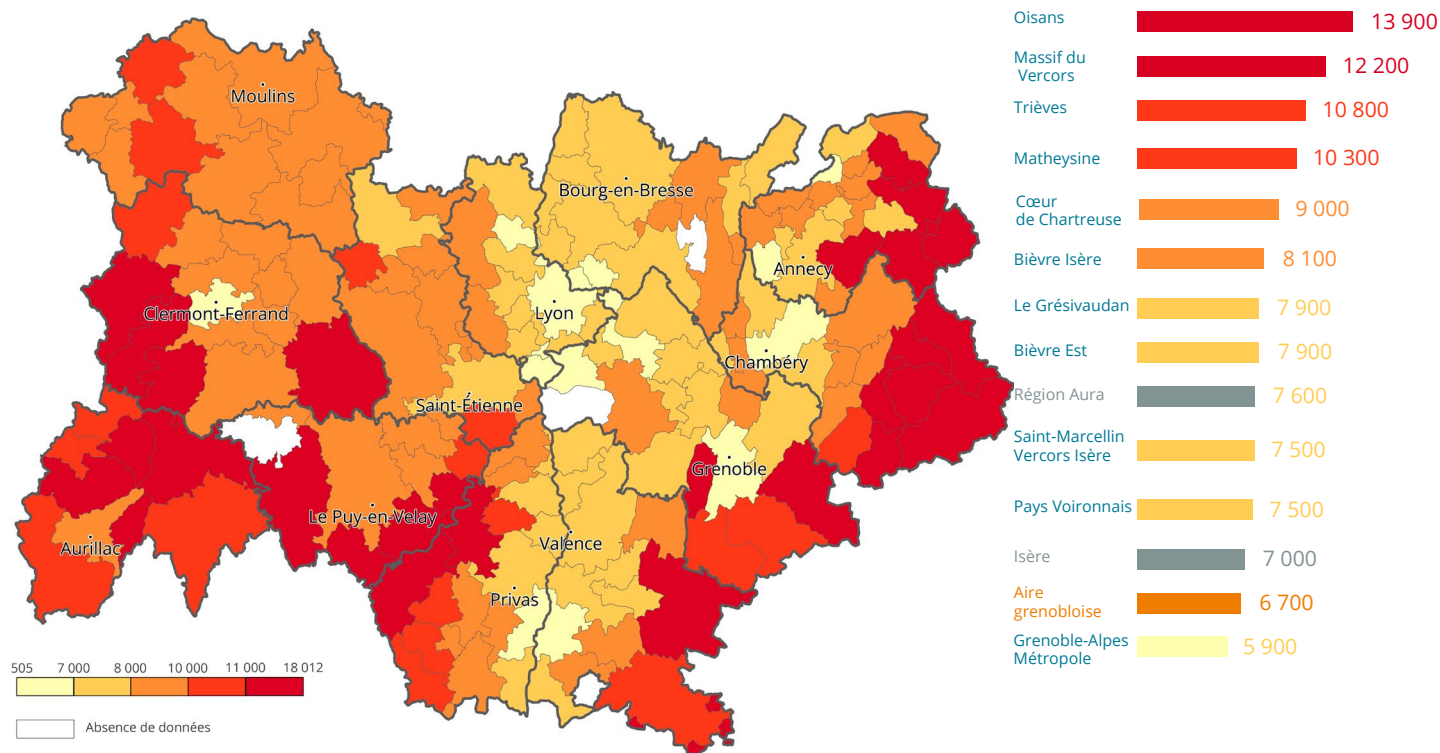 Moulins
Bourg-en-Bresse
Annecy
Clermont-Ferrand
Lyon
Chambéry
Saint-Étienne
Grenoble
Le Puy-en-Velay
Aurillac
Valence
Privas
505 7 000 8 000 10 000 11 000 18 012
Absence de données
Oisans 13 900
Massif du
Vercors 12 200
Trièves 10 800
Matheysine 10 300
Cœur
de Chartreuse 9 000
Bièvre Isère 8 100
Le Grésivaudan 7 900
Bièvre Est 7 900
Région Aura 7 600
Saint-Marcellin
Vercors Isère 7 500
Pays Voironnais 7 500
Isère 7 000
Aire
grenobloise 6 700
Grenoble-Alpes
Métropole 5 900